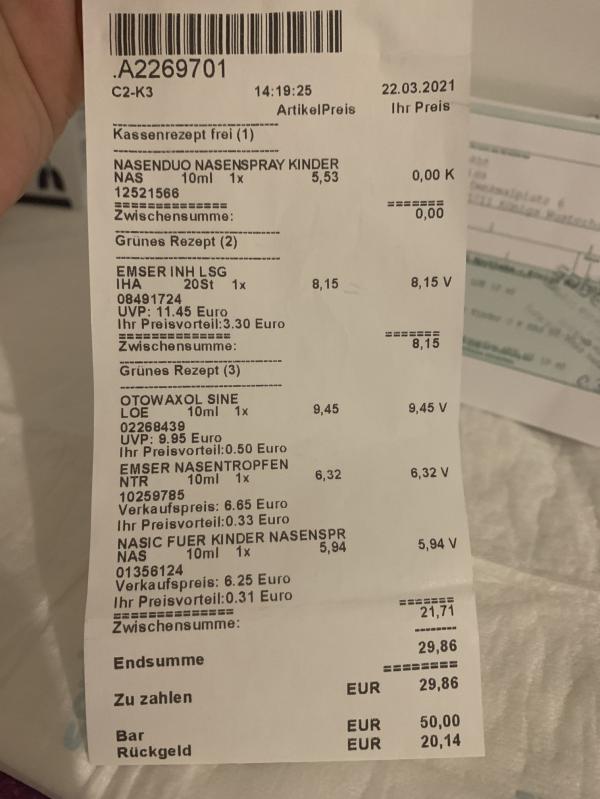 .A2269701
C2-K3 14:19:25 22.03.2021
ArtikelPreis Ihr Preis
Kassenrezept frei (1)
NASENDUO NASENSPRAY KINDER
NAS 10ml 1x 5,53 0,00 K
12521566
==============
=======
Zwischensumme: 0,00
Grünes Rezept (2)
EMSER INH LSG
IHA 20St 1x 8,15 8,15 V
08491724
UVP: 11.45 Euro
Ihr Preisvorteil:3.30 Euro
==============
=======
Zwischensumme: 8,15
Grünes Rezept (3)
OTOWAXOL SINE
LOE 10ml 1x 9,45 9,45 V
02268439
UVP: 9.95 Euro
Ihr Preisvorteil:0.50 Euro
EMSER NASENTROPFEN
NTR 10ml 1x 6,32 6,32 V
10259785
Verkaufspreis: 6.65 Euro
Ihr Preisvorteil:0.33 Euro
NASIC FUER KINDER NASENSPR
NAS 10ml 1x 5,94 5,94 V
01356124
Verkaufspreis: 6.25 Euro
Ihr Preisvorteil:0.31 Euro
==============
=======
Zwischensumme: 21,71
--------
Endsumme 29,86
========
Zu zahlen EUR 29,86
Bar EUR 50,00
Rückgeld EUR 20,14